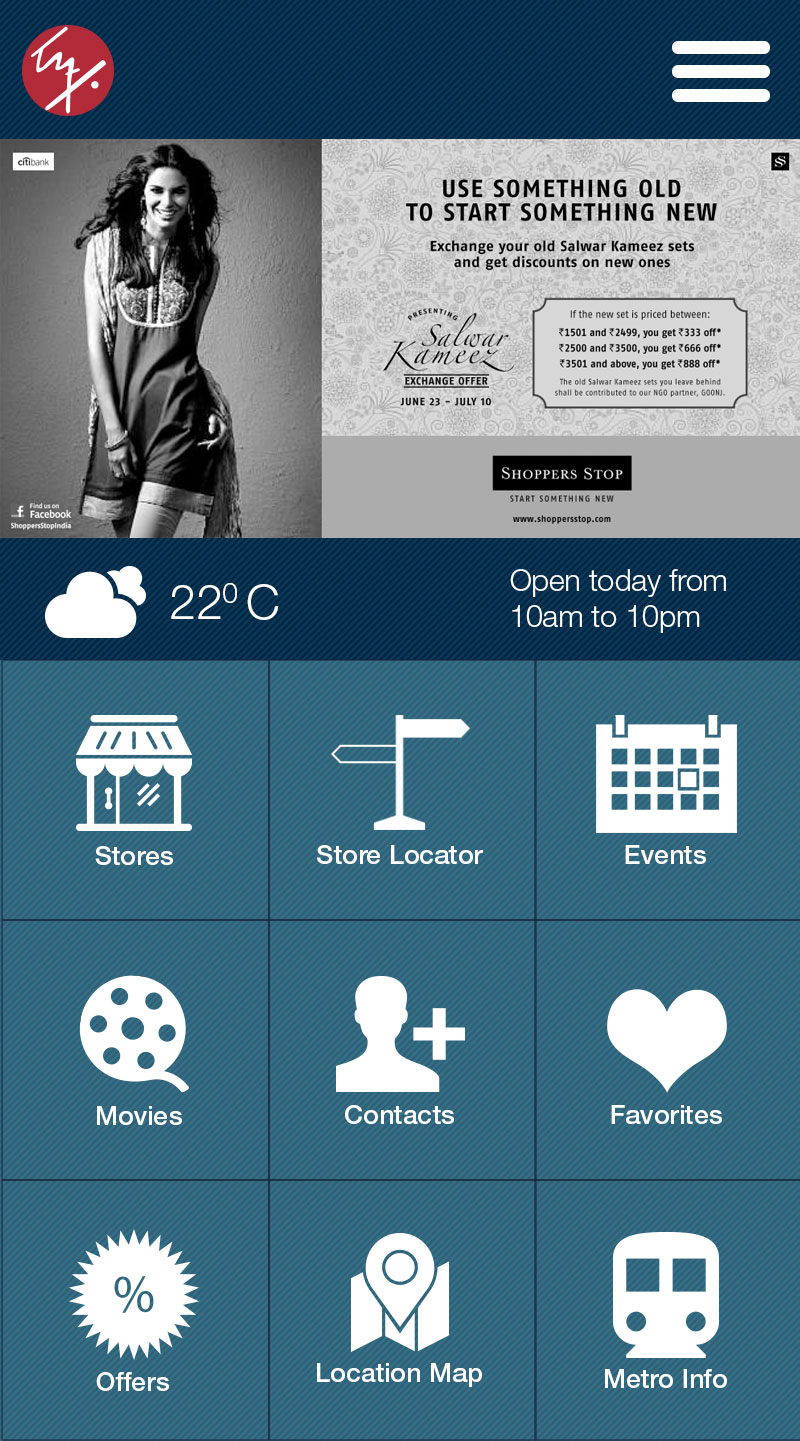 citibank
USE SOMETHING OLD
TO START SOMETHING NEW
Exchange your old Salwar Kameez sets
and get discounts on new ones
PRESENTING
Salwar
Kameez
EXCHANGE OFFER
JUNE 23 – JULY 10
If the new set is priced between:
₹1501 and ₹2499, you get ₹333 off*
₹2500 and ₹3500, you get ₹666 off*
₹3501 and above, you get ₹888 off*
The old Salwar Kameez sets you leave behind
shall be contributed to our NGO partner, GOONJ.
Find us on
Facebook
ShoppersStopIndia
SHOPPERS STOP
START SOMETHING NEW
www.shoppersstop.com
22⁰ C
Open today from
10am to 10pm
Stores
Store Locator
Events
Movies
Contacts
Favorites
%
Offers
Location Map
Metro Info